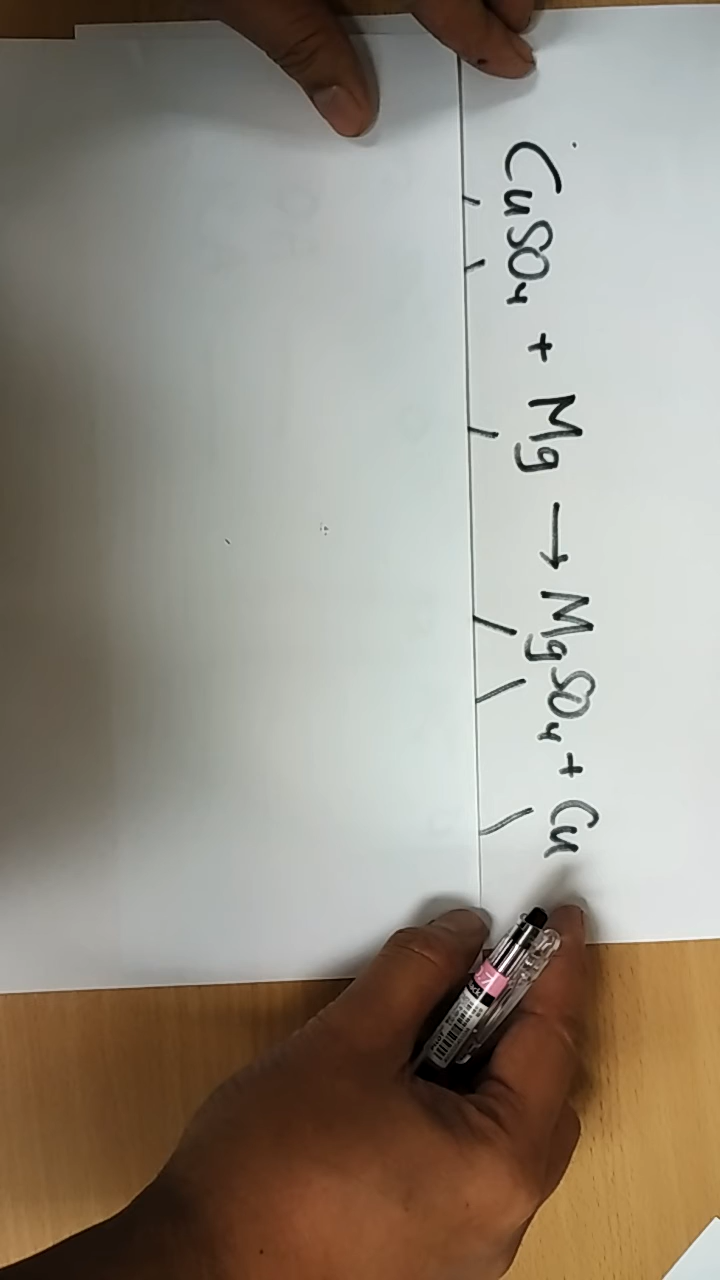 CuSO₄ + Mg → MgSO₄ + Cu